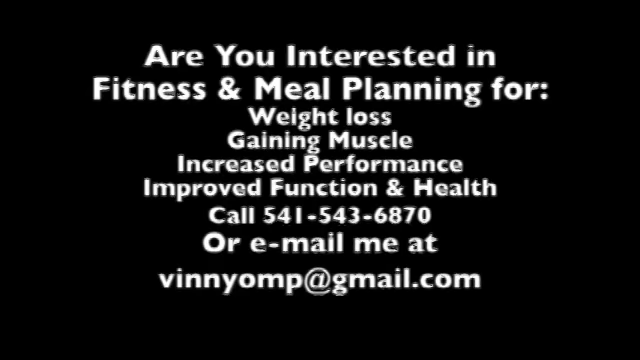 Are You Interested in
Fitness & Meal Planning for:
Weight loss
Gaining Muscle
Increased Performance
Improved Function & Health
Call 541-543-6870
Or e-mail me at
vinnyomp@gmail.com